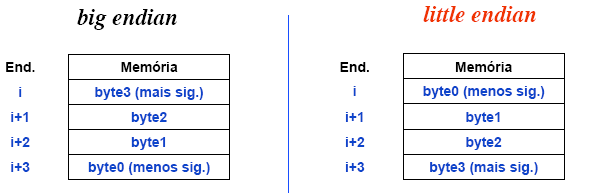 big endian
End. Memória
i byte3 (mais sig.)
i+1 byte2
i+2 byte1
i+3 byte0 (menos sig.)
little endian
End. Memória
i byte0 (menos sig.)
i+1 byte1
i+2 byte2
i+3 byte3 (mais sig.)